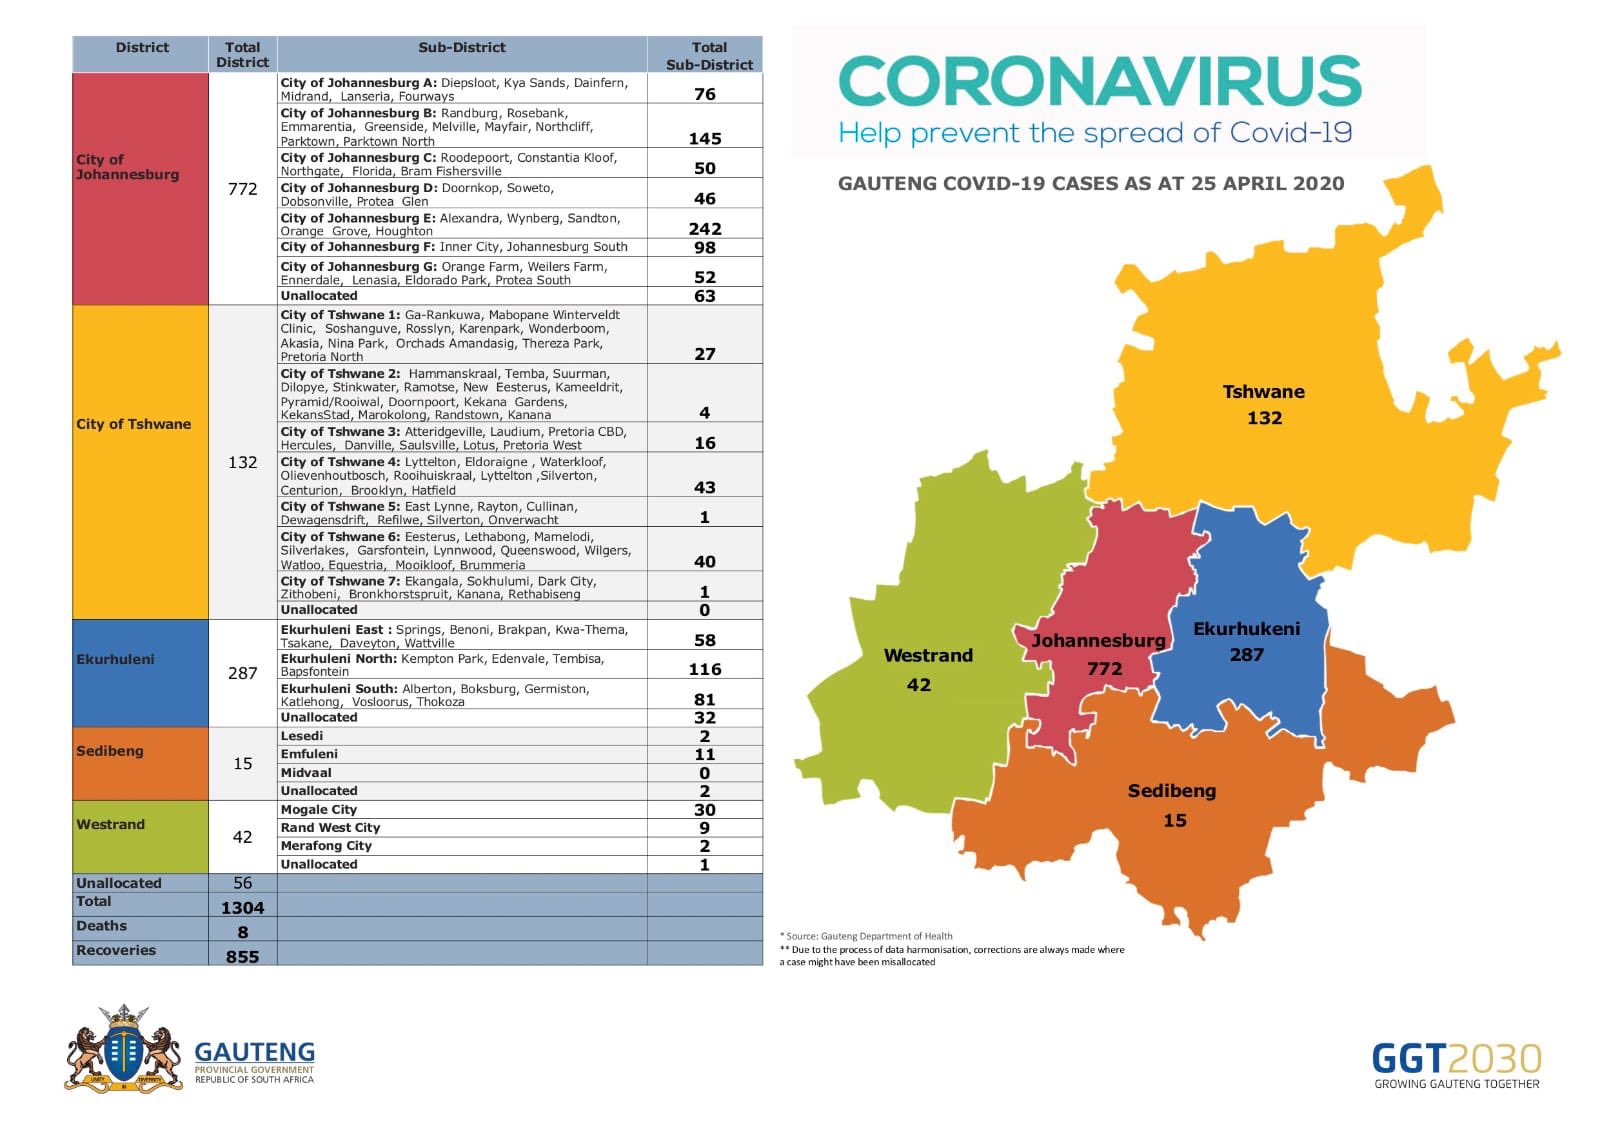 District
Total
District
Sub-District
Total
Sub-District
City of
Johannesburg
772
City of Johannesburg A: Diepsloot, Kya Sands, Dainfern,
Midrand, Lanseria, Fourways
76
City of Johannesburg B: Randburg, Rosebank,
Emmarentia, Greenside, Melville, Mayfair, Northcliff,
Parktown, Parktown North
145
City of Johannesburg C: Roodepoort, Constantia Kloof,
Northgate, Florida, Bram Fishersville
50
City of Johannesburg D: Doornkop, Soweto,
Dobsonville, Protea Glen
46
City of Johannesburg E: Alexandra, Wynberg, Sandton,
Orange Grove, Houghton
242
City of Johannesburg F: Inner City, Johannesburg South
98
City of Johannesburg G: Orange Farm, Weilers Farm,
Ennerdale, Lenasia, Eldorado Park, Protea South
52
Unallocated
63
City of Tshwane
132
City of Tshwane 1: Ga-Rankuwa, Mabopane Winterveldt
Clinic, Soshanguve, Rosslyn, Karenpark, Wonderboom,
Akasia, Nina Park, Orchads Amandasig, Thereza Park,
Pretoria North
27
City of Tshwane 2: Hammanskraal, Temba, Suurman,
Dilopye, Stinkwater, Ramotse, New Eesterus, Kameeldrit,
Pyramid/Rooiwal, Doornpoort, Kekana Gardens,
KekansStad, Marokolong, Randstown, Kanana
4
City of Tshwane 3: Atteridgeville, Laudium, Pretoria CBD,
Hercules, Danville, Saulsville, Lotus, Pretoria West
16
City of Tshwane 4: Lyttelton, Eldoraigne , Waterkloof,
Olievenhoutbosch, Rooihuiskraal, Lyttelton ,Silverton,
Centurion, Brooklyn, Hatfield
43
City of Tshwane 5: East Lynne, Rayton, Cullinan,
Dewagensdrift, Refilwe, Silverton, Onverwacht
1
City of Tshwane 6: Eesterus, Lethabong, Mamelodi,
Silverlakes, Garsfontein, Lynnwood, Queenswood, Wilgers,
Watloo, Equestria, Mooikloof, Brummeria
40
City of Tshwane 7: Ekangala, Sokhulumi, Dark City,
Zithobeni, Bronkhorstspruit, Kanana, Rethabiseng
1
Unallocated
0
Ekurhuleni
287
Ekurhuleni East : Springs, Benoni, Brakpan, Kwa-Thema,
Tsakane, Daveyton, Wattville
58
Ekurhuleni North: Kempton Park, Edenvale, Tembisa,
Bapsfontein
116
Ekurhuleni South: Alberton, Boksburg, Germiston,
Katlehong, Vosloorus, Thokoza
81
Unallocated
32
Sedibeng
15
Lesedi
2
Emfuleni
11
Midvaal
0
Unallocated
2
Westrand
42
Mogale City
30
Rand West City
9
Merafong City
2
Unallocated
1
Unallocated
56
Total
1304
Deaths
8
Recoveries
855
CORONAVIRUS
Help prevent the spread of Covid-19
GAUTENG COVID-19 CASES AS AT 25 APRIL 2020
Tshwane
132
Westrand
42
Johannesburg
772
Ekurhukeni
287
Sedibeng
15
* Source: Gauteng Department of Health
** Due to the process of data harmonisation, corrections are always made where
a case might have been misallocated
UNITY IN DIVERSITY
GAUTENG
PROVINCIAL GOVERNMENT
REPUBLIC OF SOUTH AFRICA
GGT2030
GROWING GAUTENG TOGETHER